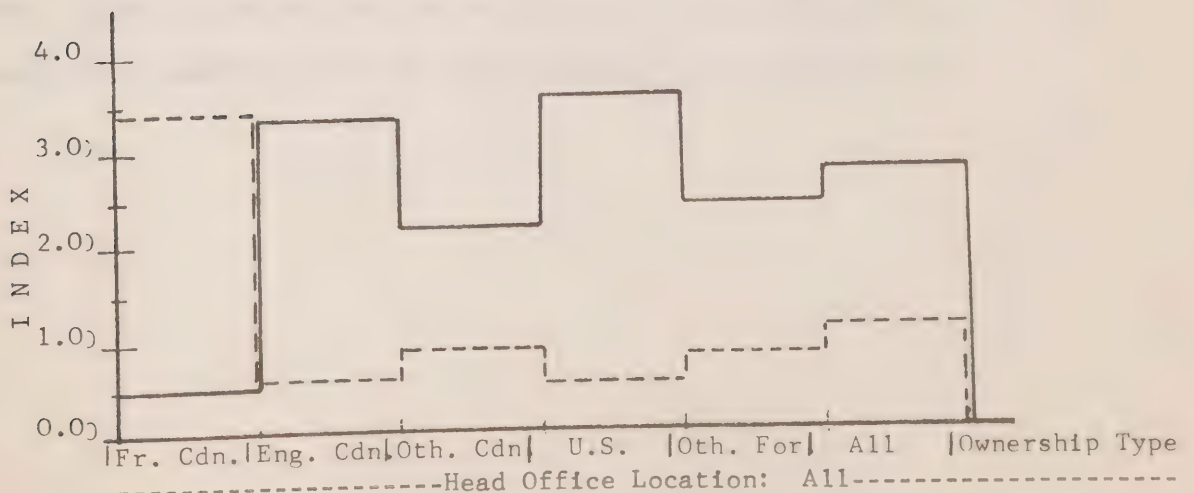 4.0
3.0)
2.0)
1.0)
0.0)
INDEX
|Fr. Cdn.|Eng. Cdn|Oth. Cdn| U.S. |Oth. For| All |Ownership Type
--------------------Head Office Location: All--------------------